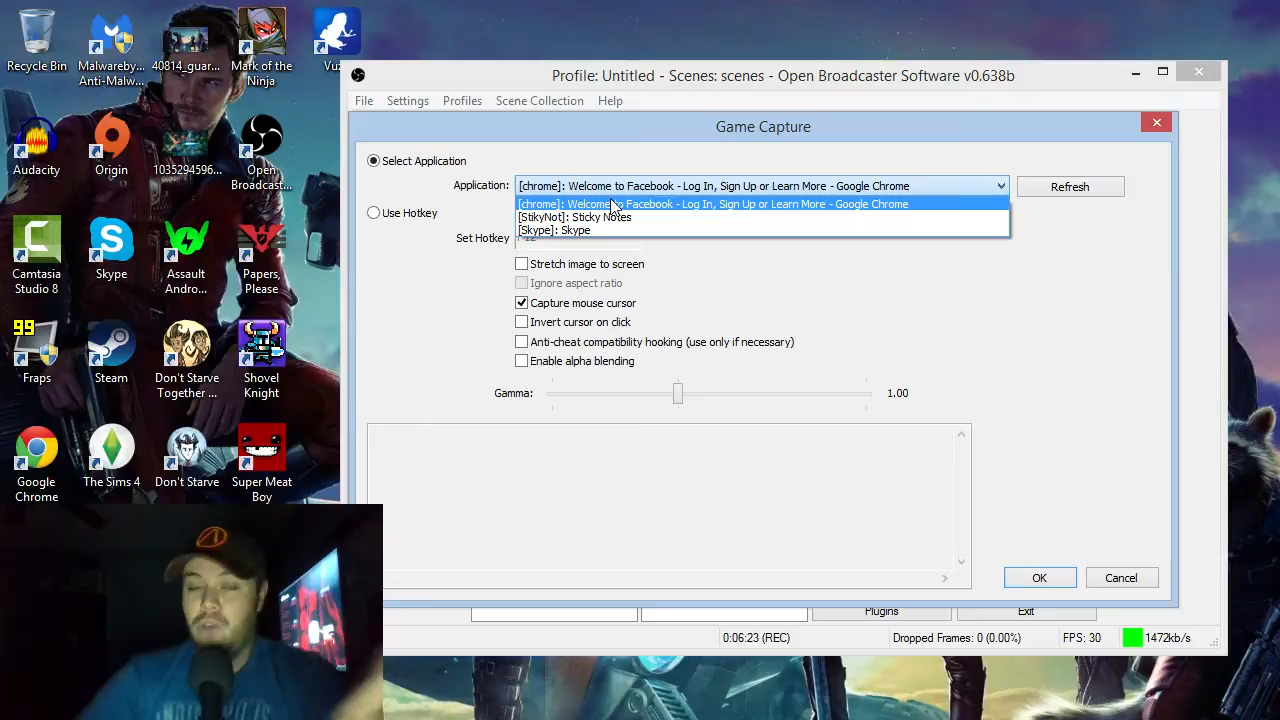 Recycle Bin
Malwareby...
Anti-Malw...
40814_guar...
Mark of the
Ninja
Vuz
Audacity
Origin
1035294596...
Open
Broadcast...
Camtasia
Studio 8
Skype
Assault
Andro...
Papers,
Please
99
Fraps
Steam
Don't Starve
Together ...
Shovel
Knight
Google
Chrome
The Sims 4
Don't Starve
Super Meat
Boy
Profile: Untitled - Scenes: scenes - Open Broadcaster Software v0.638b
File Settings Profiles Scene Collection Help
Game Capture
Select Application
Application: [chrome]: Welcome to Facebook - Log In, Sign Up or Learn More - Google Chrome Refresh
[chrome]: Welcome to Facebook - Log In, Sign Up or Learn More - Google Chrome
[StikyNot]: Sticky Notes
[Skype]: Skype
Use Hotkey
Set Hotkey
Stretch image to screen
Ignore aspect ratio
Capture mouse cursor
Invert cursor on click
Anti-cheat compatibility hooking (use only if necessary)
Enable alpha blending
Gamma: 1.00
OK Cancel
Plugins Exit
0:06:23 (REC) Dropped Frames: 0 (0.00%) FPS: 30 1472kb/s